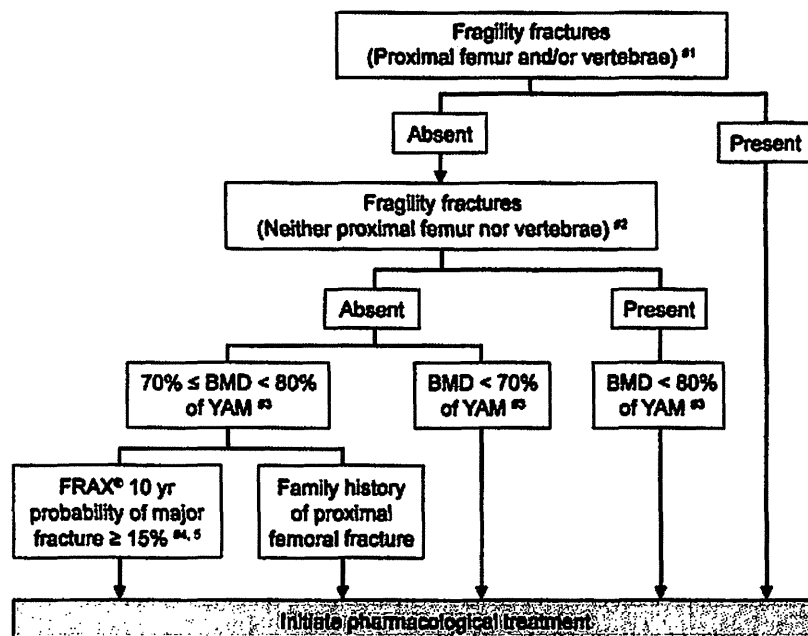 Fragility fractures
(Proximal femur and/or vertebrae) #1
Absent
Present
Fragility fractures
(Neither proximal femur nor vertebrae) #2
Absent
Present
70% ≤ BMD < 80%
of YAM #3
BMD < 70%
of YAM #3
BMD < 80%
of YAM #3
FRAX® 10 yr
probability of major
fracture ≥ 15% #4, 5
Family history
of proximal
femoral fracture
Initiate pharmacological treatment